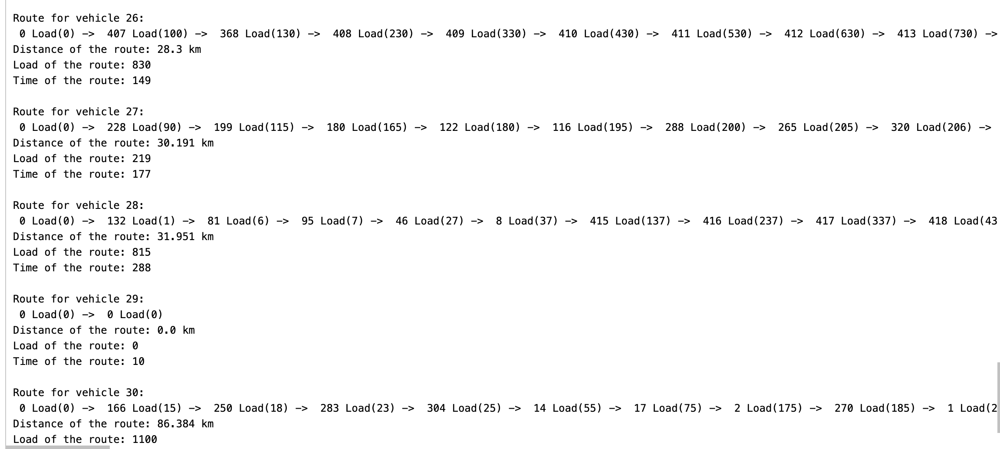 Route for vehicle 26:
0 Load(0) -> 407 Load(100) -> 368 Load(130) -> 408 Load(230) -> 409 Load(330) -> 410 Load(430) -> 411 Load(530) -> 412 Load(630) -> 413 Load(730) ->
Distance of the route: 28.3 km
Load of the route: 830
Time of the route: 149
Route for vehicle 27:
0 Load(0) -> 228 Load(90) -> 199 Load(115) -> 180 Load(165) -> 122 Load(180) -> 116 Load(195) -> 288 Load(200) -> 265 Load(205) -> 320 Load(206) ->
Distance of the route: 30.191 km
Load of the route: 219
Time of the route: 177
Route for vehicle 28:
0 Load(0) -> 132 Load(1) -> 81 Load(6) -> 95 Load(7) -> 46 Load(27) -> 8 Load(37) -> 415 Load(137) -> 416 Load(237) -> 417 Load(337) -> 418 Load(43
Distance of the route: 31.951 km
Load of the route: 815
Time of the route: 288
Route for vehicle 29:
0 Load(0) -> 0 Load(0)
Distance of the route: 0.0 km
Load of the route: 0
Time of the route: 10
Route for vehicle 30:
0 Load(0) -> 166 Load(15) -> 250 Load(18) -> 283 Load(23) -> 304 Load(25) -> 14 Load(55) -> 17 Load(75) -> 2 Load(175) -> 270 Load(185) -> 1 Load(2
Distance of the route: 86.384 km
Load of the route: 1100